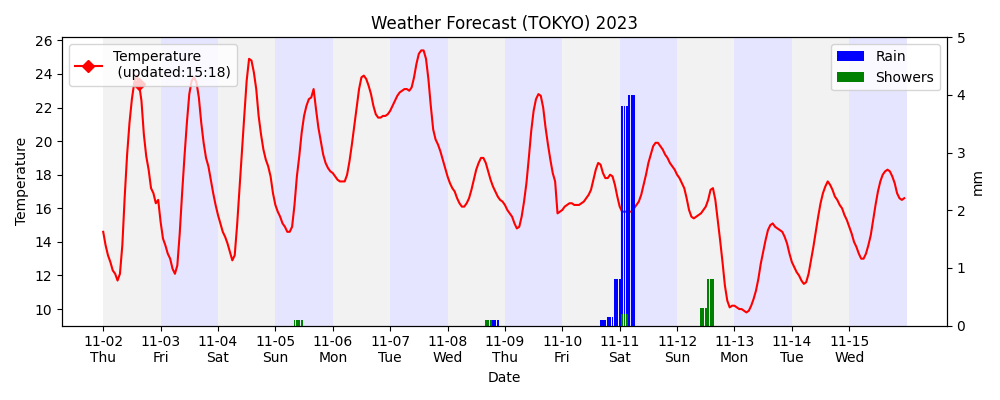 Weather Forecast (TOKYO) 2023
Temperature
(updated:15:18)
Rain
Showers
26
24
22
20
18
16
14
12
10
Temperature
5
4
3
2
1
0
mm
11-02 11-03 11-04 11-05 11-06 11-07 11-08 11-09 11-10 11-11 11-12 11-13 11-14 11-15
Thu Fri Sat Sun Mon Tue Wed Thu Fri Sat Sun Mon Tue Wed
Date